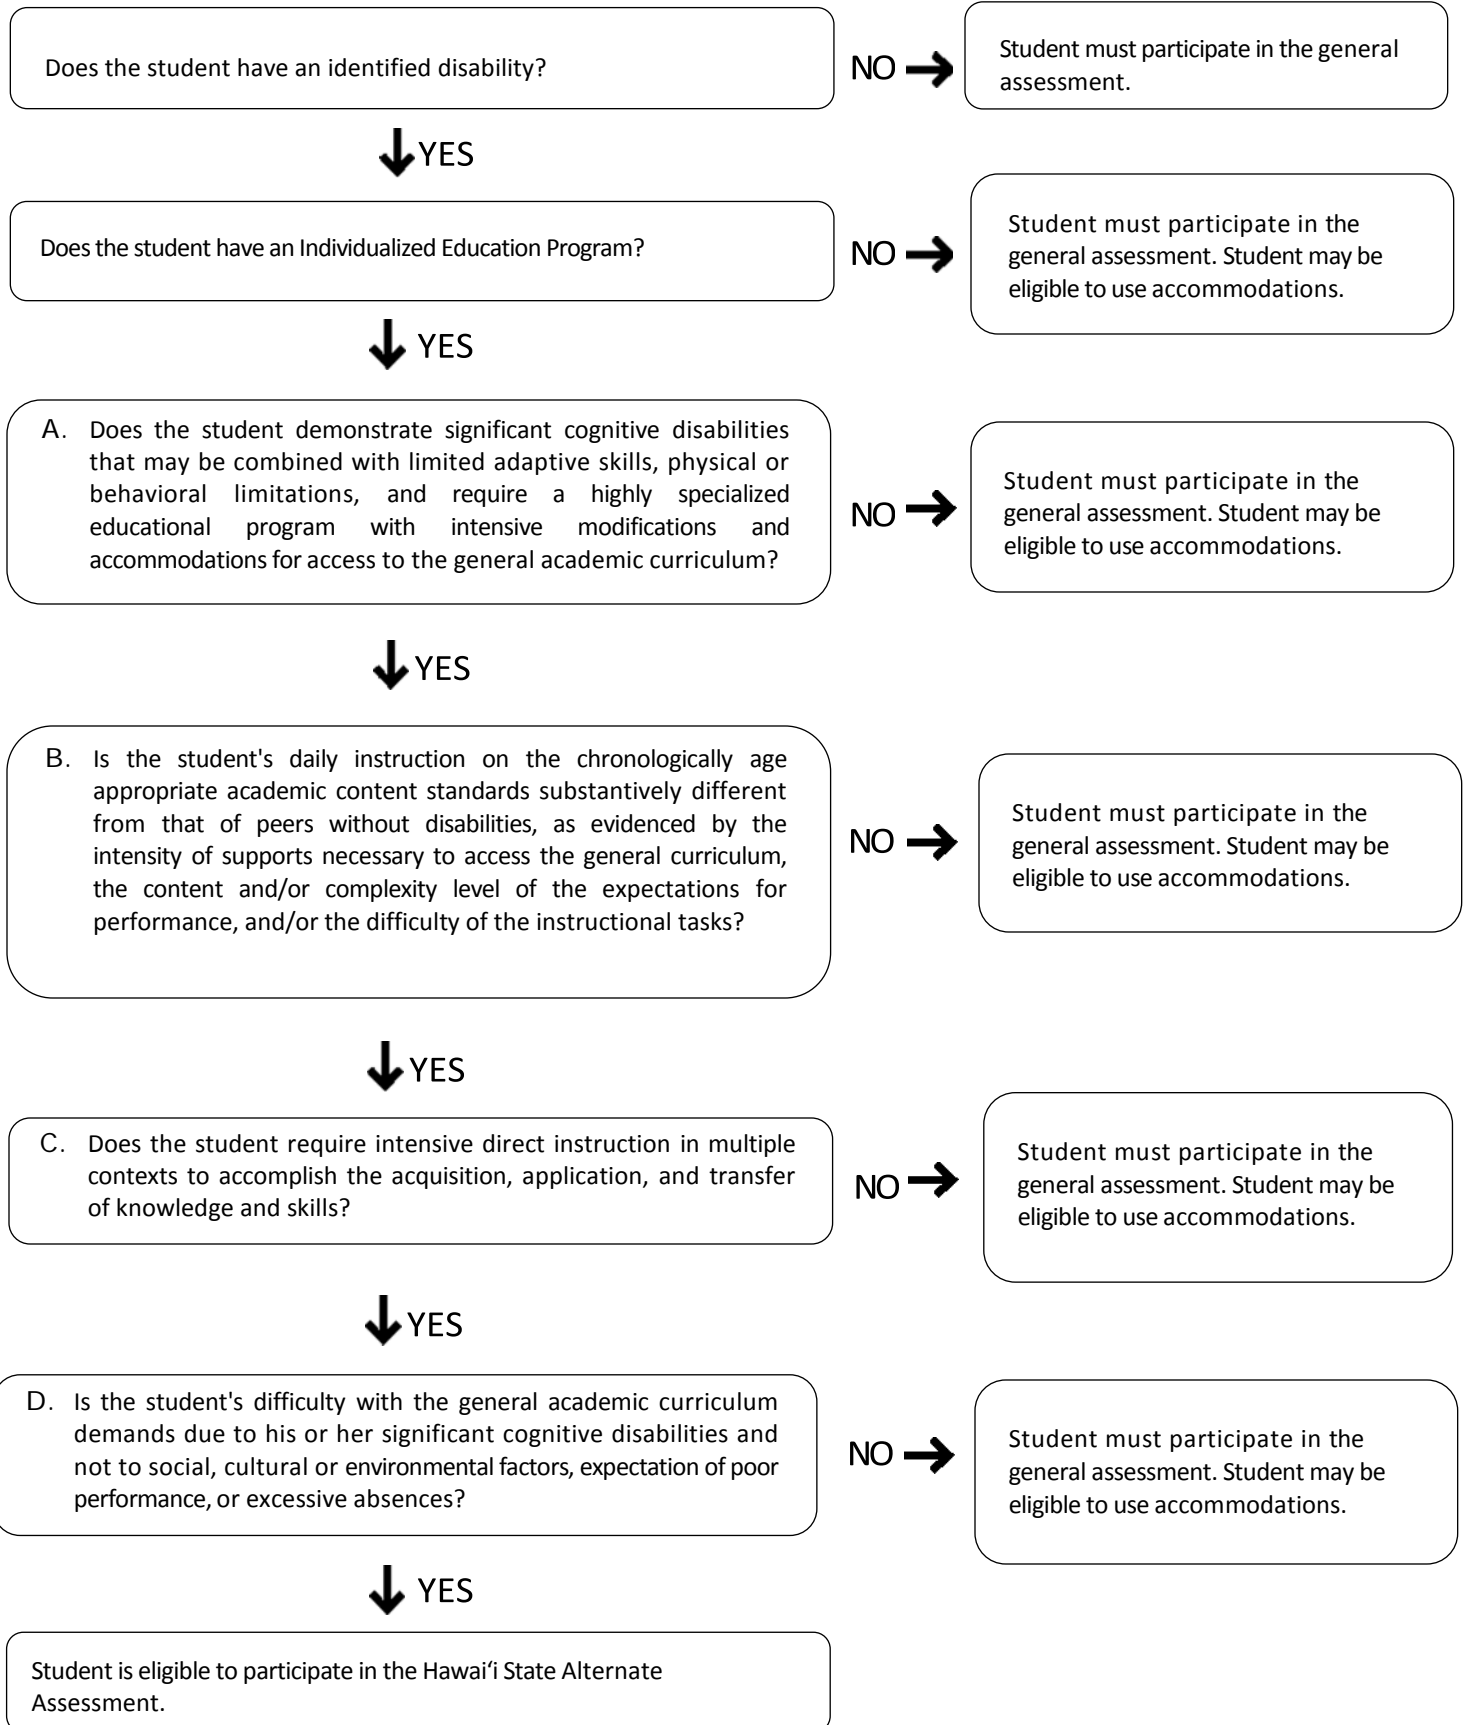 Does the student have an identified disability?
NO
Student must participate in the general
assessment.
YES
Does the student have an Individualized Education Program?
NO
Student must participate in the
general assessment. Student may be
eligible to use accommodations.
YES
A. Does the student demonstrate significant cognitive disabilities
that may be combined with limited adaptive skills, physical or
behavioral limitations, and require a highly specialized
educational program with intensive modifications and
accommodations for access to the general academic curriculum?
NO
Student must participate in the
general assessment. Student may be
eligible to use accommodations.
YES
B. Is the student's daily instruction on the chronologically age
appropriate academic content standards substantively different
from that of peers without disabilities, as evidenced by the
intensity of supports necessary to access the general curriculum,
the content and/or complexity level of the expectations for
performance, and/or the difficulty of the instructional tasks?
NO
Student must participate in the
general assessment. Student may be
eligible to use accommodations.
YES
C. Does the student require intensive direct instruction in multiple
contexts to accomplish the acquisition, application, and transfer
of knowledge and skills?
NO
Student must participate in the
general assessment. Student may be
eligible to use accommodations.
YES
D. Is the student's difficulty with the general academic curriculum
demands due to his or her significant cognitive disabilities and
not to social, cultural or environmental factors, expectation of poor
performance, or excessive absences?
NO
Student must participate in the
general assessment. Student may be
eligible to use accommodations.
YES
Student is eligible to participate in the Hawai‘i State Alternate
Assessment.